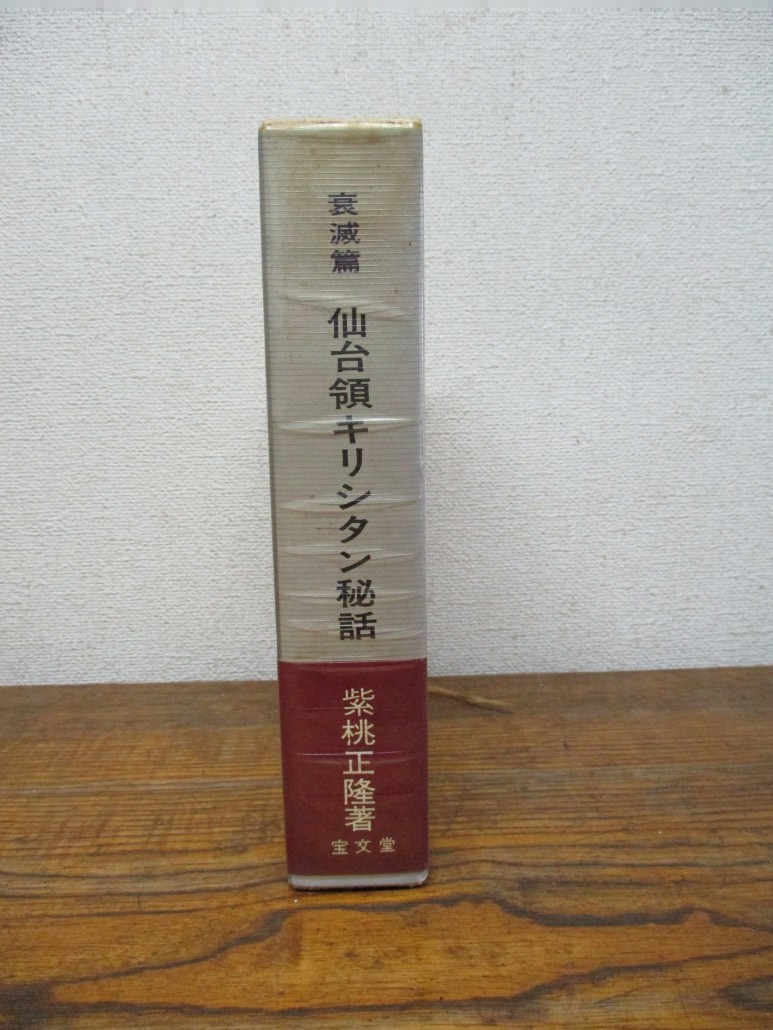 衰滅篇
仙台領キリシタン秘話
紫桃正隆著
宝文堂